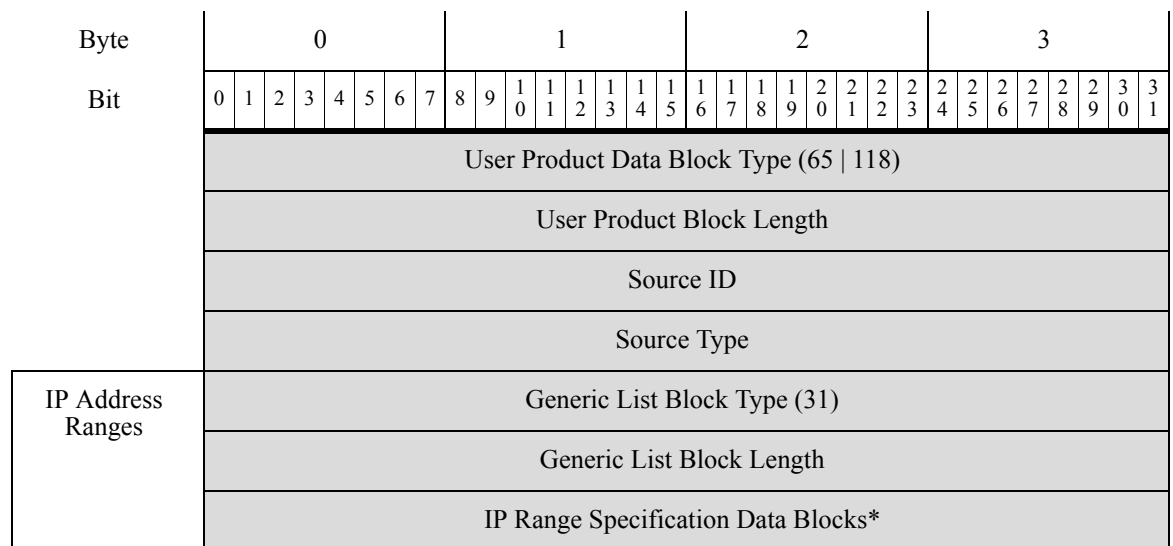 Byte 0 1 2 3
Bit 0 1 2 3 4 5 6 7 8 9 10 11 12 13 14 15 16 17 18 19 20 21 22 23 24 25 26 27 28 29 30 31
User Product Data Block Type (65 | 118)
User Product Block Length
Source ID
Source Type
IP Address
Ranges
Generic List Block Type (31)
Generic List Block Length
IP Range Specification Data Blocks*